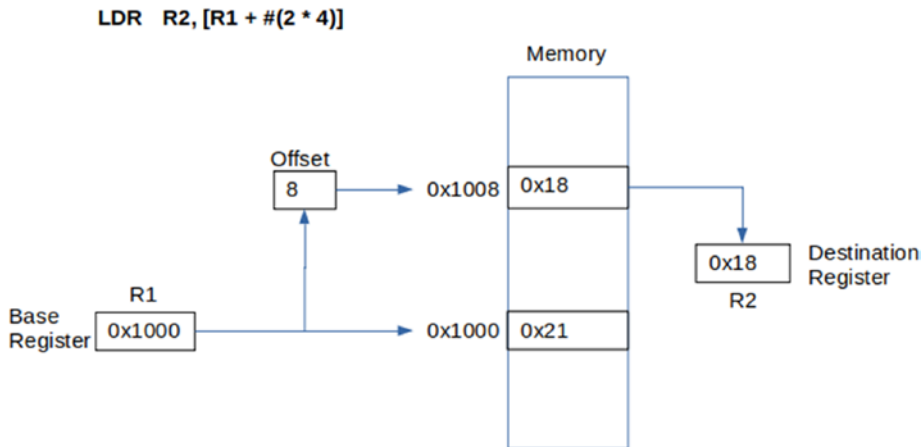 LDR R2, [R1 + #(2 * 4)]
Memory
Offset
8
0x1008
0x18
0x18
Destination
Register
R2
R1
Base
Register
0x1000
0x1000
0x21